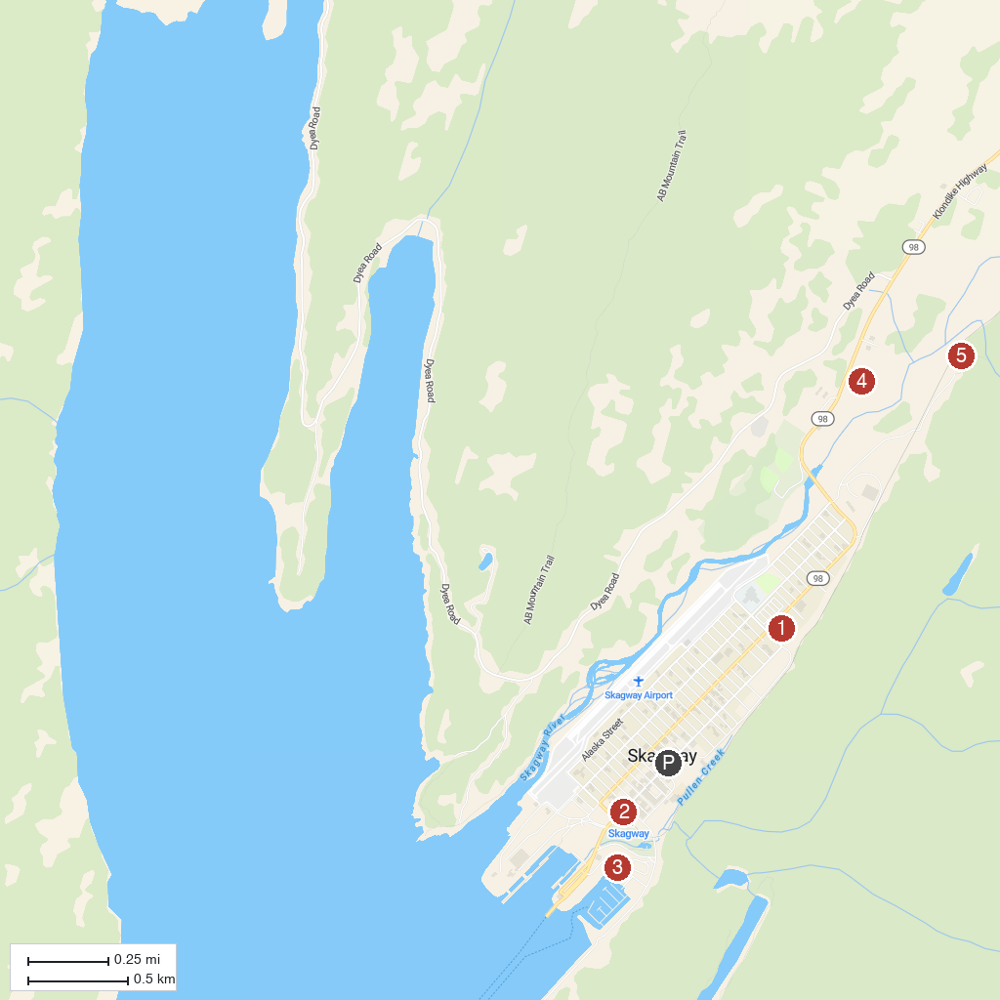 Dyea Road
AB Mountain Trail
Klondike Highway
98
Dyea Road
Dyea Road
5
Dyea Road
4
98
98
AB Mountain Trail
Dyea Road
Dyea Road
1
Skagway Airport
Skagway River
Alaska Street
Skagway
P
Pullen Creek
2
Skagway
3
0.25 mi
0.5 km